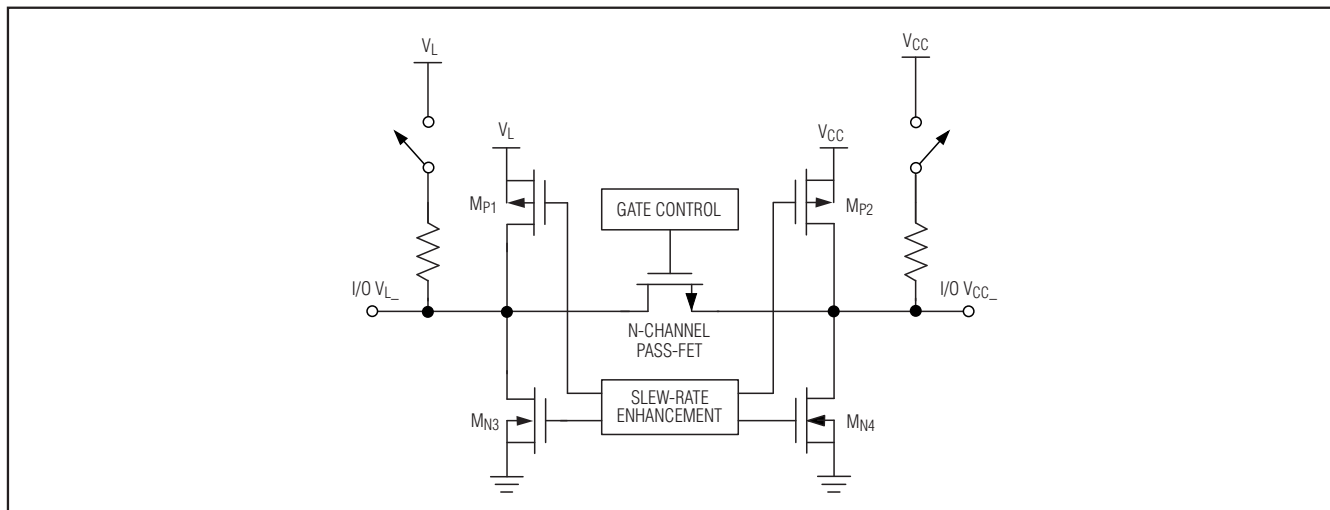 VL
VCC
VL
VCC
MP1
GATE CONTROL
MP2
I/O VL_
I/O VCC_
N-CHANNEL
PASS-FET
SLEW-RATE
ENHANCEMENT
MN3
MN4